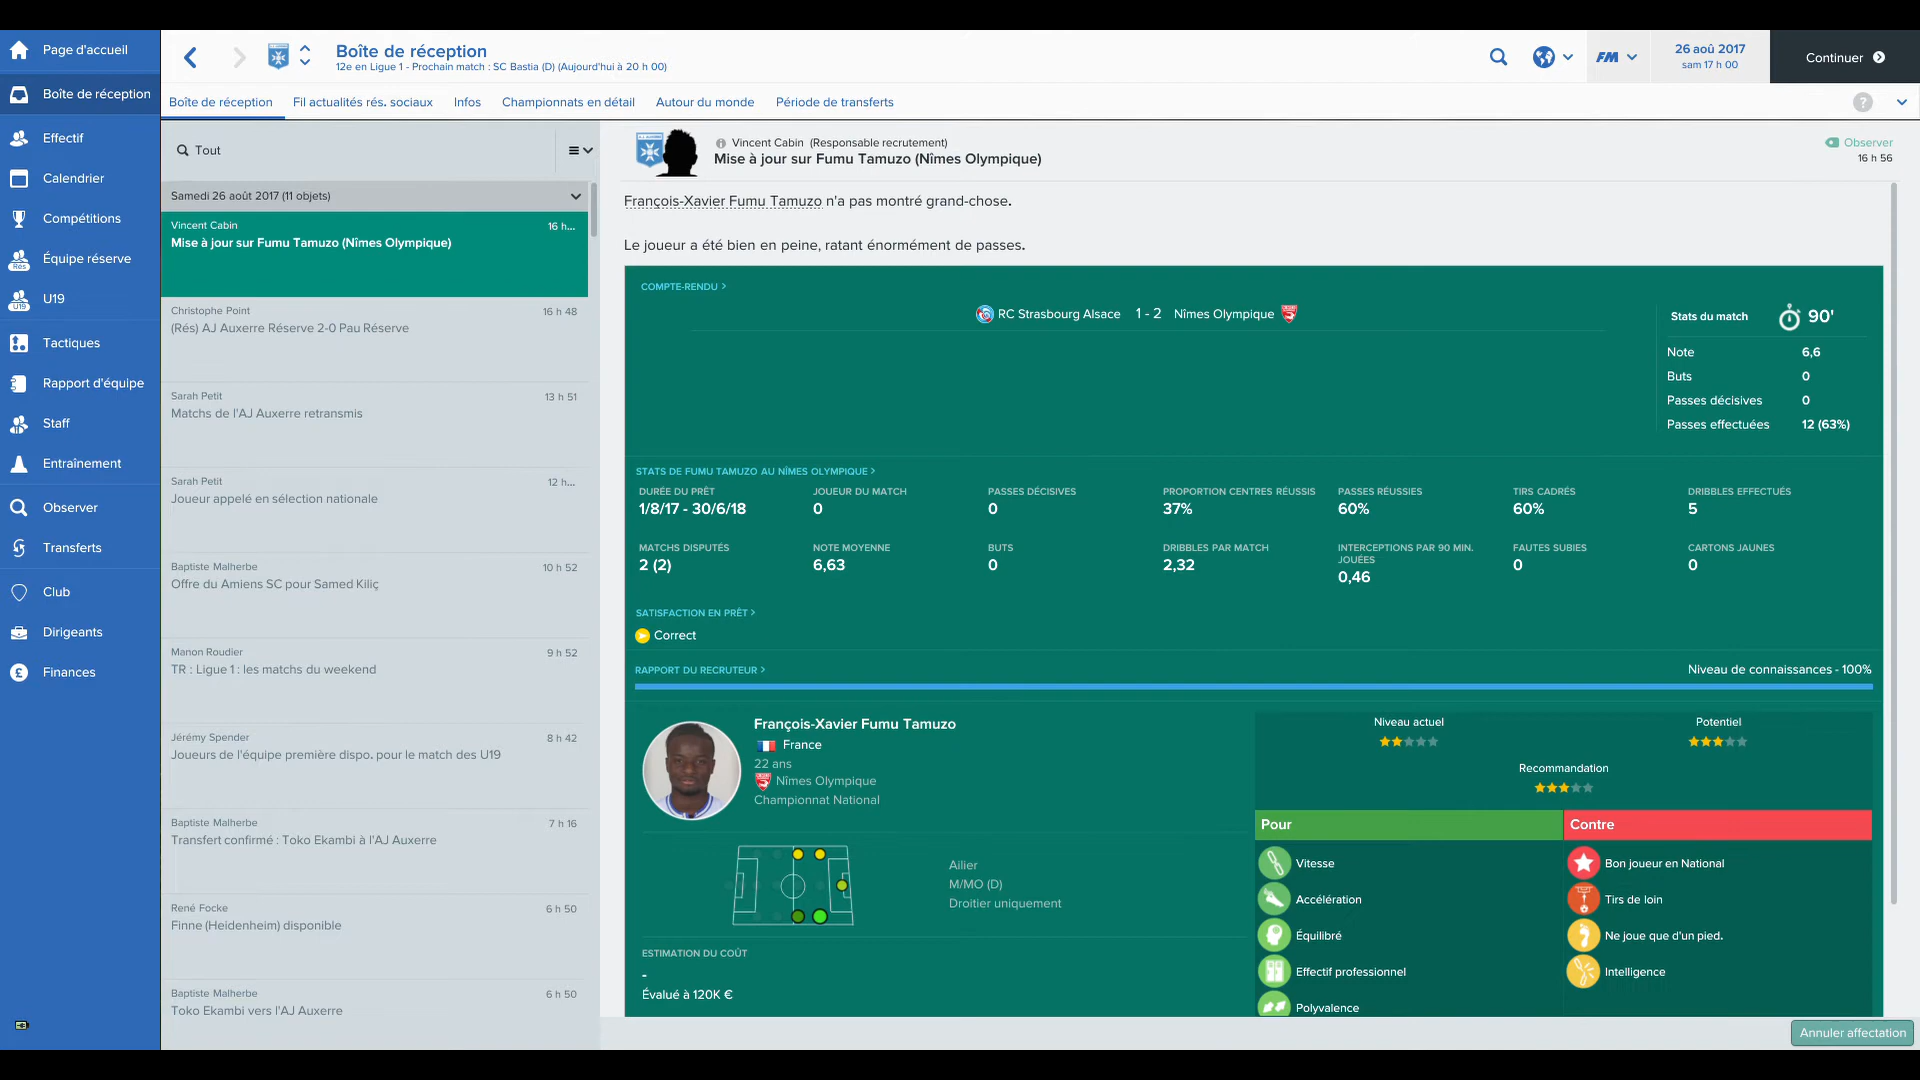 Page d'accueil
Boîte de réception
Effectif
Calendrier
Compétitions
Équipe réserve
U19
Tactiques
Rapport d'équipe
Staff
Entraînement
Observer
Transferts
Club
Dirigeants
Finances
Boîte de réception
12e en Ligue 1 - Prochain match : SC Bastia (D) (Aujourd'hui à 20 h 00)
FM
26 aoû 2017
sam 17 h 00
Continuer
Boîte de réception
Fil actualités rés. sociaux
Infos
Championnats en détail
Autour du monde
Période de transferts
?
Tout
Samedi 26 août 2017 (11 objets)
Vincent Cabin 16 h...
Mise à jour sur Fumu Tamuzo (Nîmes Olympique)
Christophe Point 16 h 48
(Rés) AJ Auxerre Réserve 2-0 Pau Réserve
Sarah Petit 13 h 51
Matchs de l'AJ Auxerre retransmis
Sarah Petit 12 h...
Joueur appelé en sélection nationale
Baptiste Malherbe 10 h 52
Offre du Amiens SC pour Samed Kiliç
Manon Roudier 9 h 52
TR : Ligue 1 : les matchs du weekend
Jérémy Spender 8 h 42
Joueurs de l'équipe première dispo. pour le match des U19
Baptiste Malherbe 7 h 16
Transfert confirmé : Toko Ekambi à l'AJ Auxerre
René Focke 6 h 50
Finne (Heidenheim) disponible
Baptiste Malherbe 6 h 50
Toko Ekambi vers l'AJ Auxerre
Vincent Cabin (Responsable recrutement)
Mise à jour sur Fumu Tamuzo (Nîmes Olympique)
Observer
16 h 56
François-Xavier Fumu Tamuzo n'a pas montré grand-chose.
Le joueur a été bien en peine, ratant énormément de passes.
COMPTE-RENDU >
RC Strasbourg Alsace 1 - 2 Nîmes Olympique
Stats du match 90'
Note 6,6
Buts 0
Passes décisives 0
Passes effectuées 12 (63%)
STATS DE FUMU TAMUZO AU NÎMES OLYMPIQUE >
DURÉE DU PRÊT
1/8/17 - 30/6/18
JOUEUR DU MATCH
0
PASSES DÉCISIVES
0
PROPORTION CENTRES RÉUSSIS
37%
PASSES RÉUSSIES
60%
TIRS CADRÉS
60%
DRIBBLES EFFECTUÉS
5
MATCHS DISPUTÉS
2 (2)
NOTE MOYENNE
6,63
BUTS
0
DRIBBLES PAR MATCH
2,32
INTERCEPTIONS PAR 90 MIN.
JOUÉES
0,46
FAUTES SUBIES
0
CARTONS JAUNES
0
SATISFACTION EN PRÊT >
Correct
RAPPORT DU RECRUTEUR >
Niveau de connaissances - 100%
François-Xavier Fumu Tamuzo
France
22 ans
Nîmes Olympique
Championnat National
Ailier
M/MO (D)
Droitier uniquement
ESTIMATION DU COÛT
-
Évalué à 120K €
Niveau actuel
Potentiel
Recommandation
Pour
Vitesse
Accélération
Équilibré
Effectif professionnel
Polyvalence
Contre
Bon joueur en National
Tirs de loin
Ne joue que d'un pied.
Intelligence
Annuler affectation